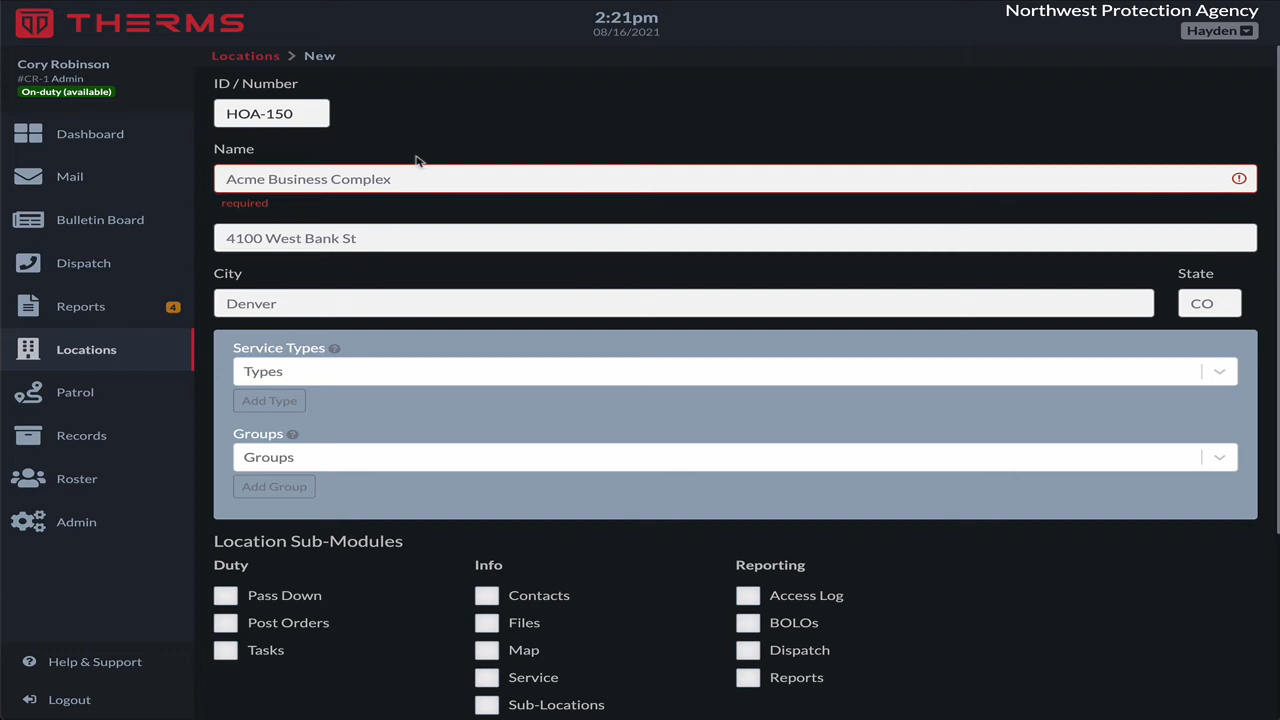 THERMS
2:21pm
08/16/2021
Northwest Protection Agency
Hayden
Cory Robinson
#CR-1 Admin
On-duty (available)
Dashboard
Mail
Bulletin Board
Dispatch
Reports 4
Locations
Patrol
Records
Roster
Admin
Help & Support
Logout
Locations > New
ID / Number
HOA-150
Name
Acme Business Complex
required
4100 West Bank St
City State
Denver CO
Service Types
Types
Add Type
Groups
Groups
Add Group
Location Sub-Modules
Duty Info Reporting
Pass Down Contacts Access Log
Post Orders Files BOLOs
Tasks Map Dispatch
Service Reports
Sub-Locations